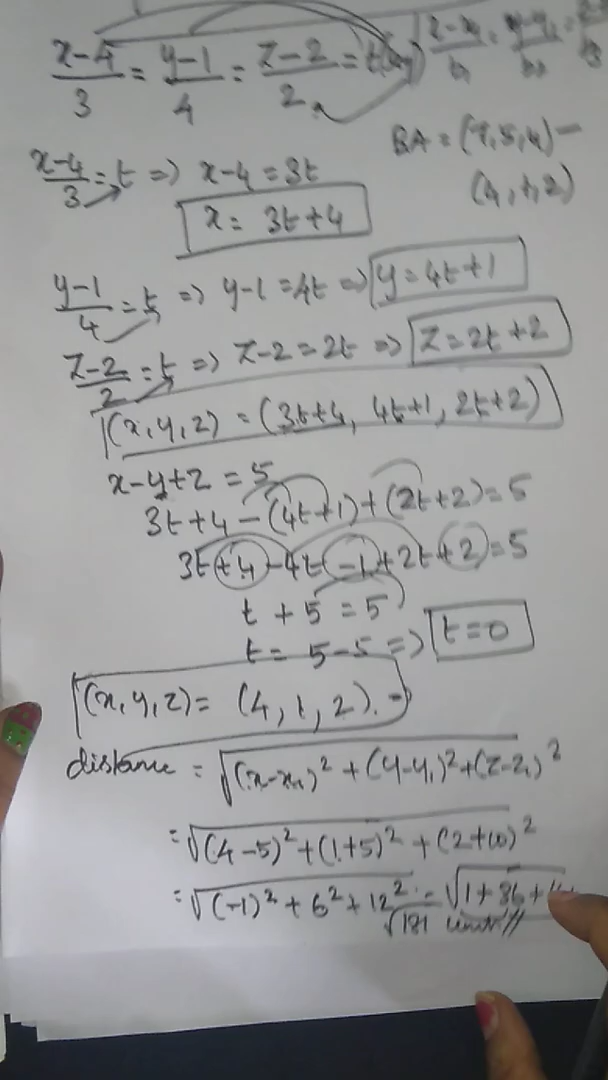 (x-4)/3 = (y-1)/4 = (z-2)/2 = t
BA = (7,5,4) -
(4,1,2)
(x-4)/3 = t => x-4 = 3t
x = 3t+4
(y-1)/4 = t => y-1 = 4t => y = 4t+1
(z-2)/2 = t => z-2 = 2t => z = 2t+2
(x,y,z) = (3t+4, 4t+1, 2t+2)
x-y+z = 5
3t+4-(4t+1)+(2t+2)=5
3t+4-4t-1+2t+2=5
t + 5 = 5
t = 5-5 => t=0
(x,y,z) = (4,1,2).
distance = √(x-x₁)² + (y-y₁)² + (z-z₁)²
= √(4-5)² + (1+5)² + (2+10)²
= √(-1)² + 6² + 12² = √1+36+
√181 units//